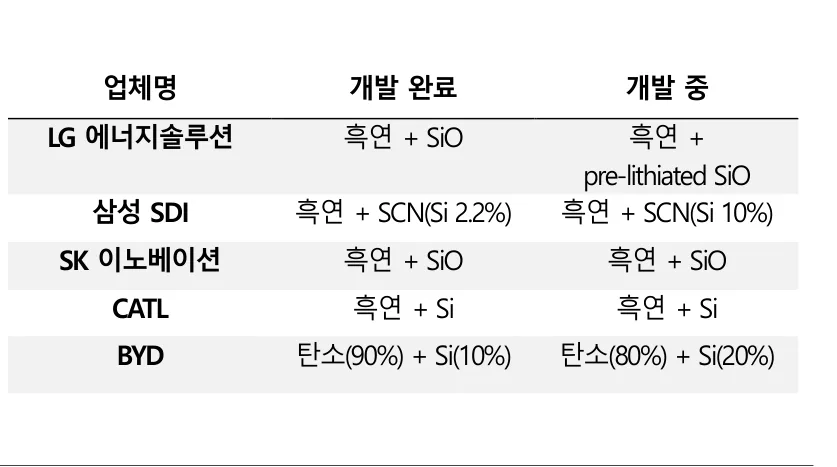 업체명 개발 완료 개발 중
LG 에너지솔루션 흑연 + SiO 흑연 +
pre-lithiated SiO
삼성 SDI 흑연 + SCN(Si 2.2%) 흑연 + SCN(Si 10%)
SK 이노베이션 흑연 + SiO 흑연 + SiO
CATL 흑연 + Si 흑연 + Si
BYD 탄소(90%) + Si(10%) 탄소(80%) + Si(20%)